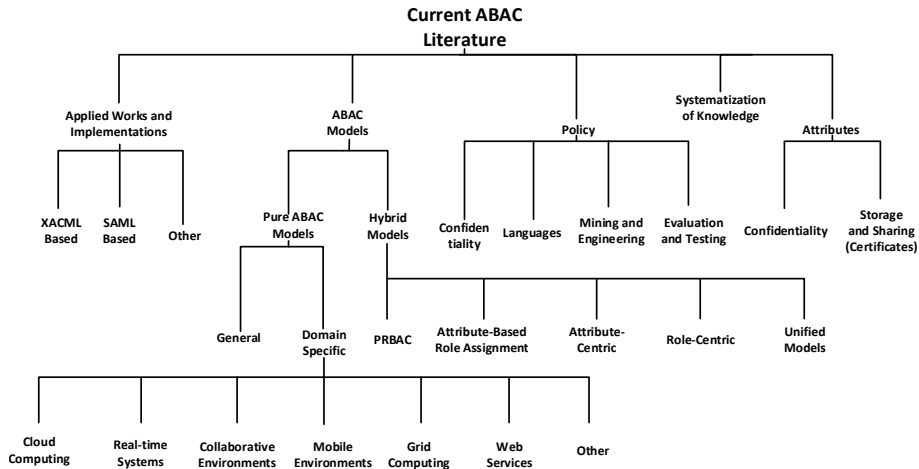 Current ABAC
Literature
Applied Works and
Implementations
ABAC
Models
Policy
Systematization
of Knowledge
Attributes
XACML
Based
SAML
Based
Other
Pure ABAC
Models
Hybrid
Models
Confiden
tiality
Languages
Mining and
Engineering
Evaluation
and Testing
Confidentiality
Storage
and Sharing
(Certificates)
General
Domain
Specific
PRBAC
Attribute-Based
Role Assignment
Attribute-
Centric
Role-Centric
Unified
Models
Cloud
Computing
Real-time
Systems
Collaborative
Environments
Mobile
Environments
Grid
Computing
Web
Services
Other